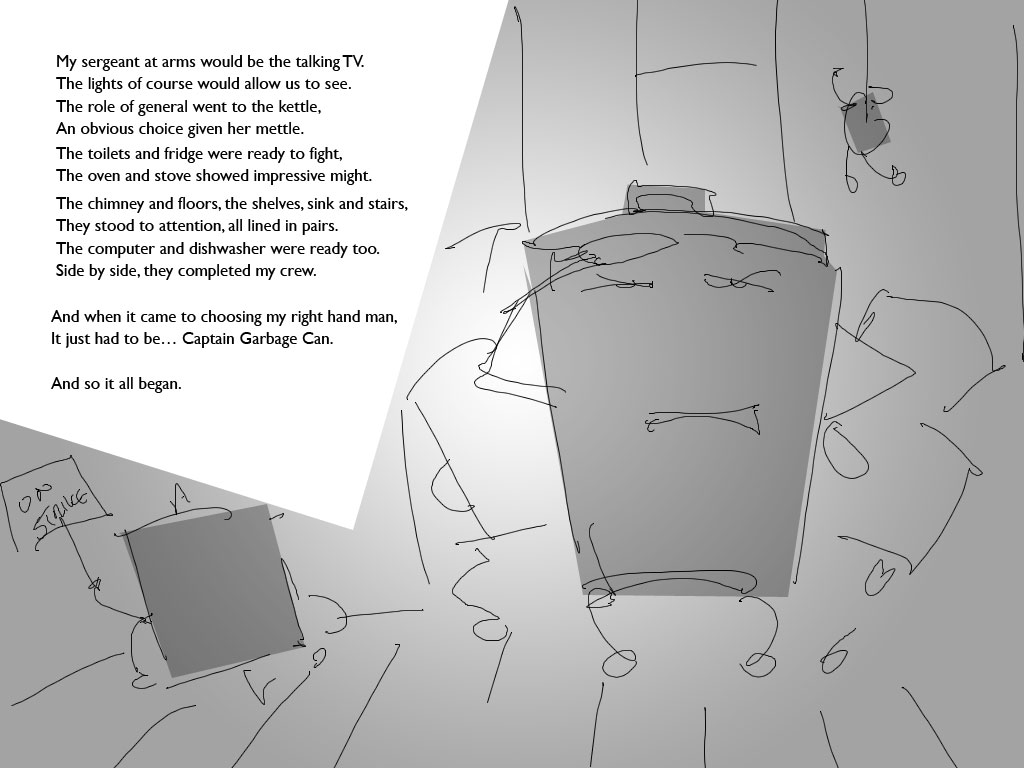 My sergeant at arms would be the talking TV.
The lights of course would allow us to see.
The role of general went to the kettle,
An obvious choice given her mettle.
The toilets and fridge were ready to fight,
The oven and stove showed impressive might.
The chimney and floors, the shelves, sink and stairs,
They stood to attention, all lined in pairs.
The computer and dishwasher were ready too.
Side by side, they completed my crew.
And when it came to choosing my right hand man,
It just had to be… Captain Garbage Can.
And so it all began.
ON
STRIKE